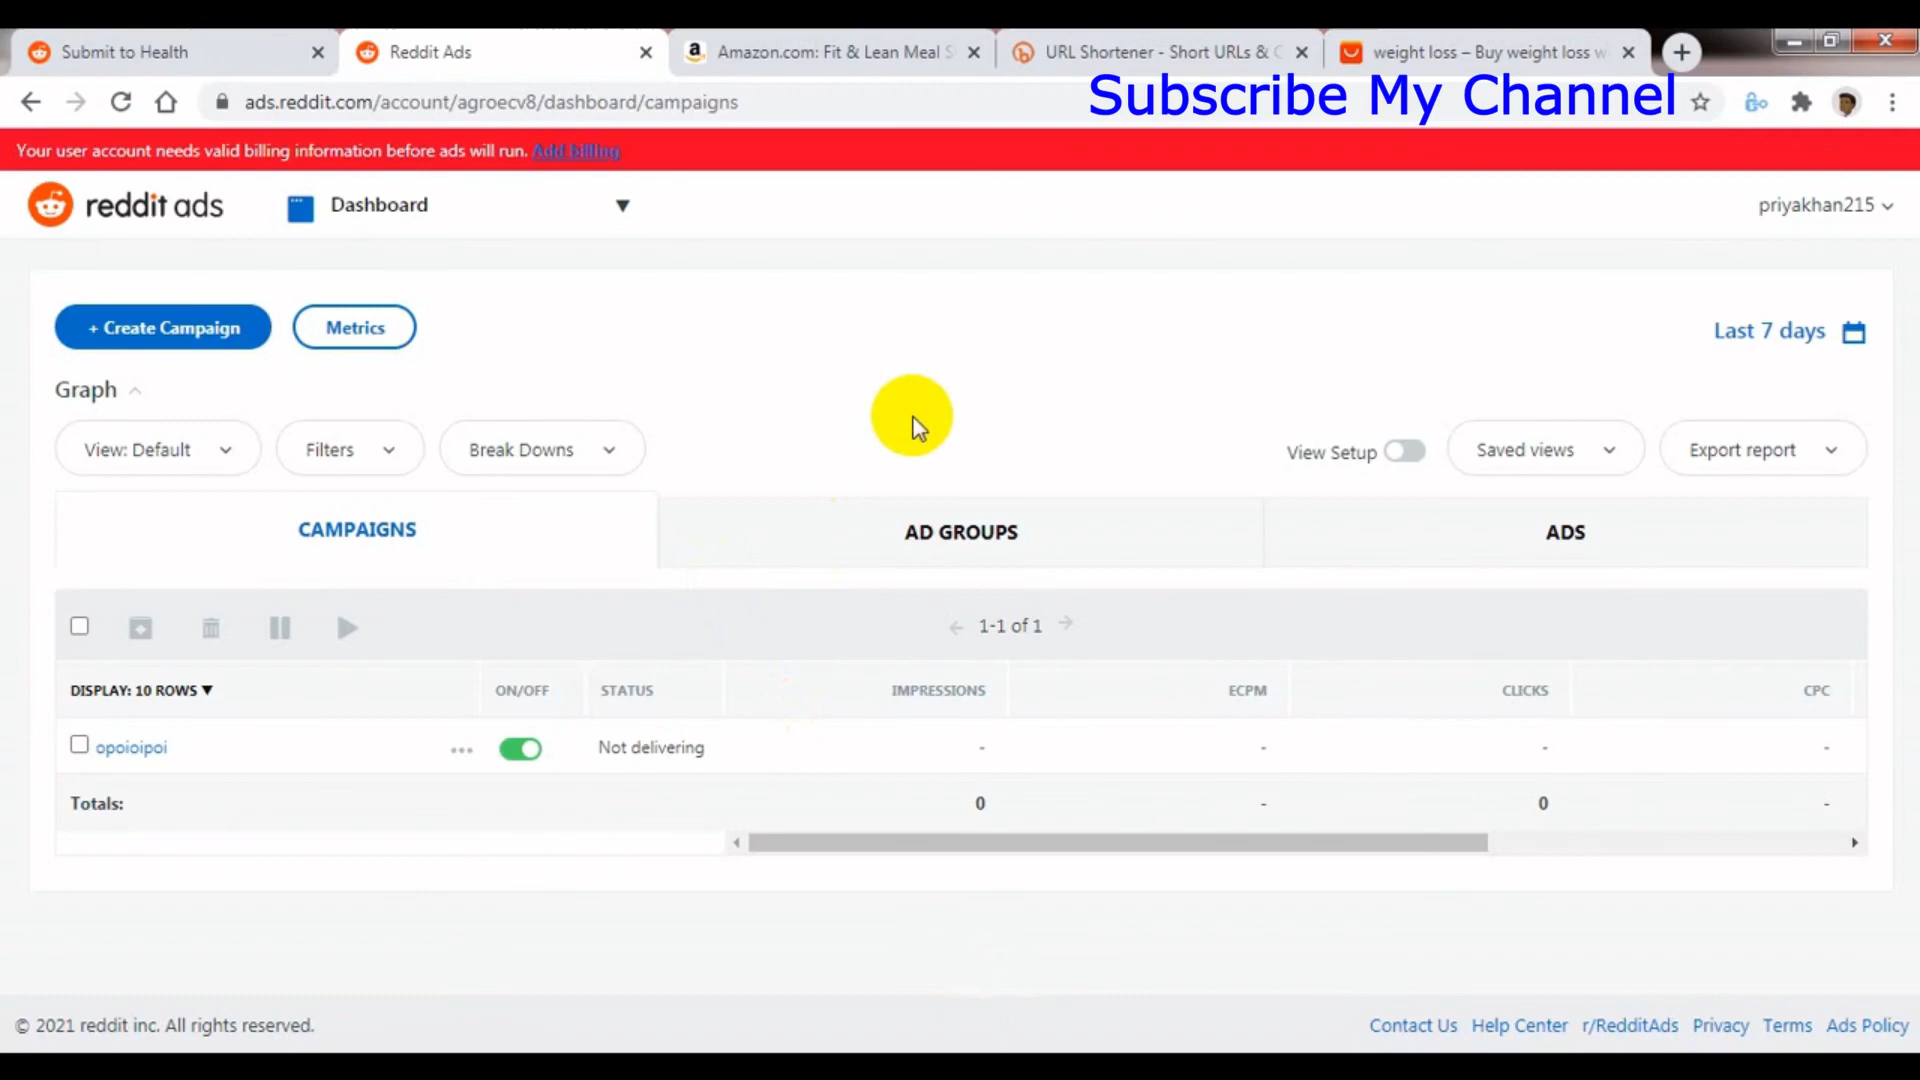 Submit to Health
Reddit Ads
Amazon.com: Fit & Lean Meal S
URL Shortener - Short URLs & C
weight loss – Buy weight loss w
ads.reddit.com/account/agroecv8/dashboard/campaigns
Subscribe My Channel
Your user account needs valid billing information before ads will run. Add billing
reddit ads
Dashboard
priyakhan215
+ Create Campaign
Metrics
Last 7 days
Graph
View: Default
Filters
Break Downs
View Setup
Saved views
Export report
CAMPAIGNS
AD GROUPS
ADS
1-1 of 1
DISPLAY: 10 ROWS
ON/OFF
STATUS
IMPRESSIONS
ECPM
CLICKS
CPC
opoioipoi
Not delivering
-
-
-
-
Totals:
0
-
0
-
© 2021 reddit inc. All rights reserved.
Contact Us
Help Center
r/RedditAds
Privacy
Terms
Ads Policy